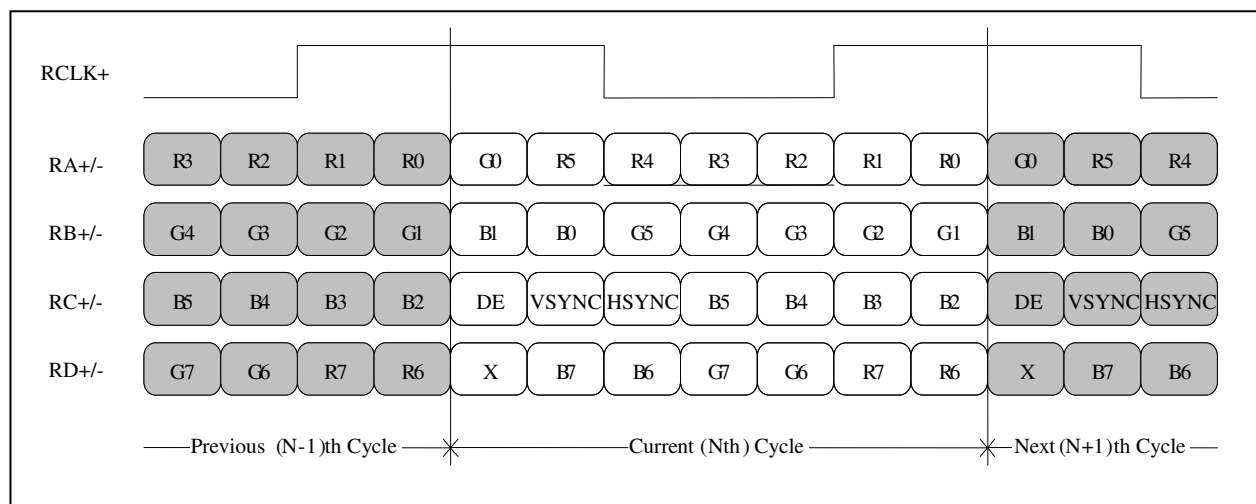 RCLK+
RA+/- R3 R2 R1 R0 G0 R5 R4 R3 R2 R1 R0 G0 R5 R4
RB+/- G4 G3 G2 G1 B1 B0 G5 G4 G3 G2 G1 B1 B0 G5
RC+/- B5 B4 B3 B2 DE VSYNC HSYNC B5 B4 B3 B2 DE VSYNC HSYNC
RD+/- G7 G6 R7 R6 X B7 B6 G7 G6 R7 R6 X B7 B6
Previous (N-1)th Cycle Current (Nth) Cycle Next (N+1)th Cycle